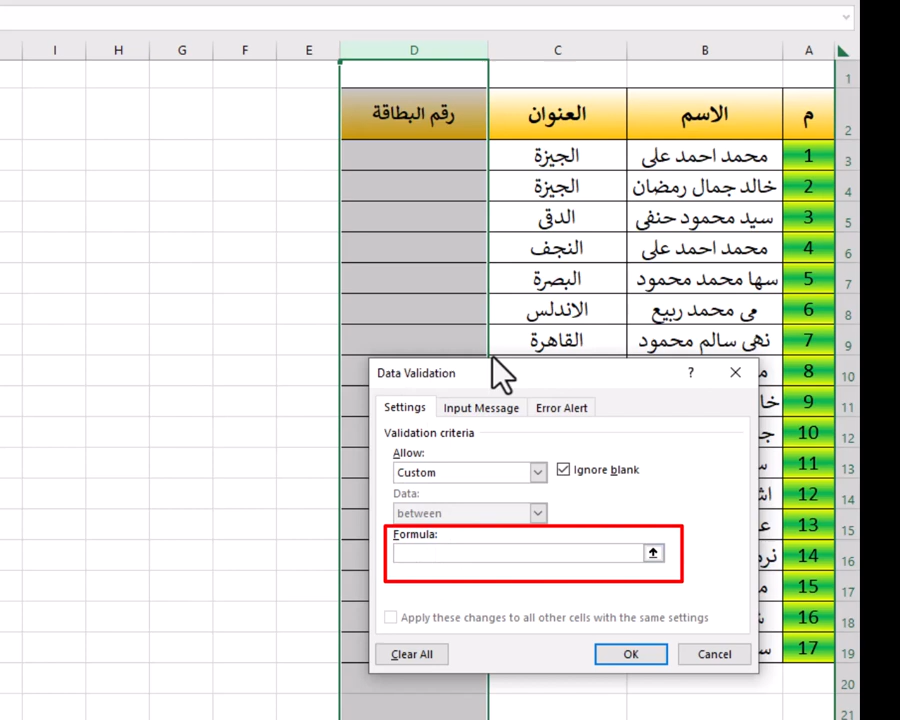 I H G F E D C B A
1
2 رقم البطاقة العنوان الاسم م
3 الجيزة محمد احمد على 1
4 الجيزة خالد جمال رمضان 2
5 الدقى سيد محمود حنفى 3
6 النجف محمد احمد على 4
7 البصرة سها محمد محمود 5
8 الاندلس مى محمد ربيع 6
9 القاهرة نهى سالم محمود 7
10 8
11 9
12 10
13 11
14 12
15 13
16 14
17 15
18 16
19 17
20
21
Data Validation ?
Settings Input Message Error Alert
Validation criteria
Allow:
Custom Ignore blank
Data:
between
Formula:
Apply these changes to all other cells with the same settings
Clear All OK Cancel